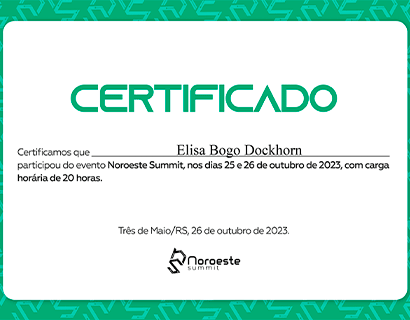 CERTIFICADO
Certificamos que Elisa Bogo Dockhorn
participou do evento Noroeste Summit, nos dias 25 e 26 de outubro de 2023, com carga
horária de 20 horas.
Três de Maio/RS, 26 de outubro de 2023.
Noroeste
summit